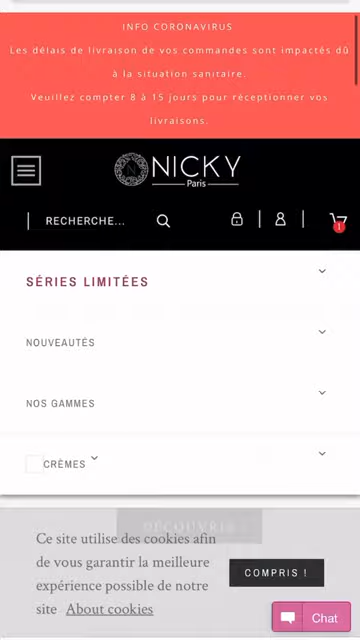 INFO CORONAVIRUS
Les délais de livraison de vos commandes sont impactés dû
à la situation sanitaire.
Veuillez compter 8 à 15 jours pour réceptionner vos
livraisons.
N NICKY
Paris
RECHERCHE...
1
SÉRIES LIMITÉES
NOUVEAUTÉS
NOS GAMMES
CRÈMES
DÉCOUVRIR
Ce site utilise des cookies afin
de vous garantir la meilleure
expérience possible de notre
site About cookies
COMPRIS !
Chat